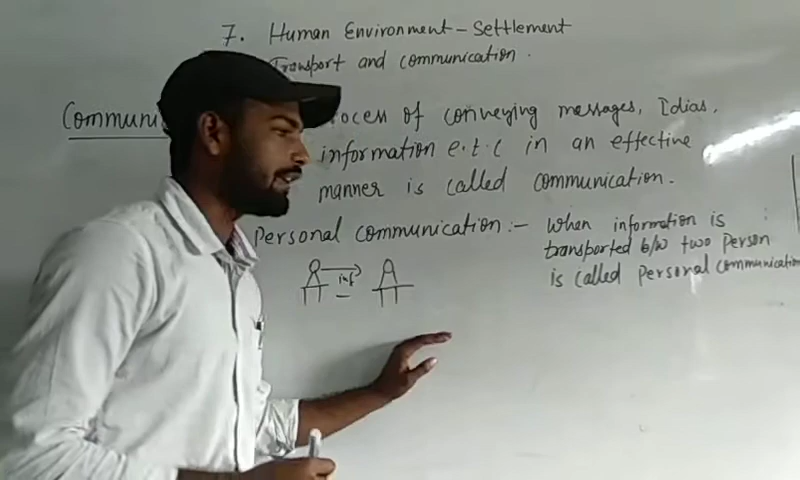 7. Human Environment - Settlement
Transport and communication.
Communi ocess of conveying messages, Idias,
information e.t.c in an effective
manner is called communication.
Personal communication :- When information is
transported b/w two Person
is called Personal communication
inf